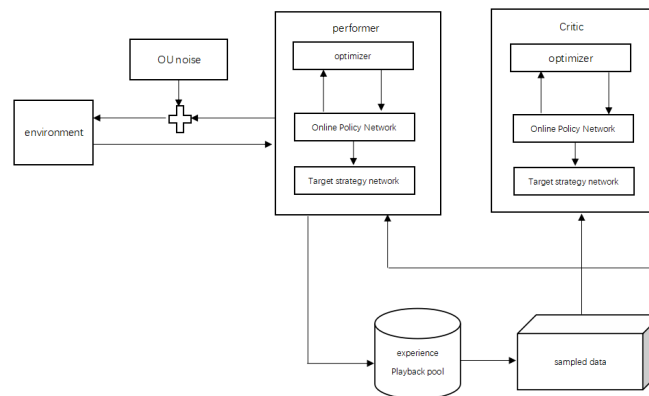 performer
optimizer
Online Policy Network
Target strategy network
OU noise
environment
Critic
optimizer
Online Policy Network
Target strategy network
experience
Playback pool
sampled data